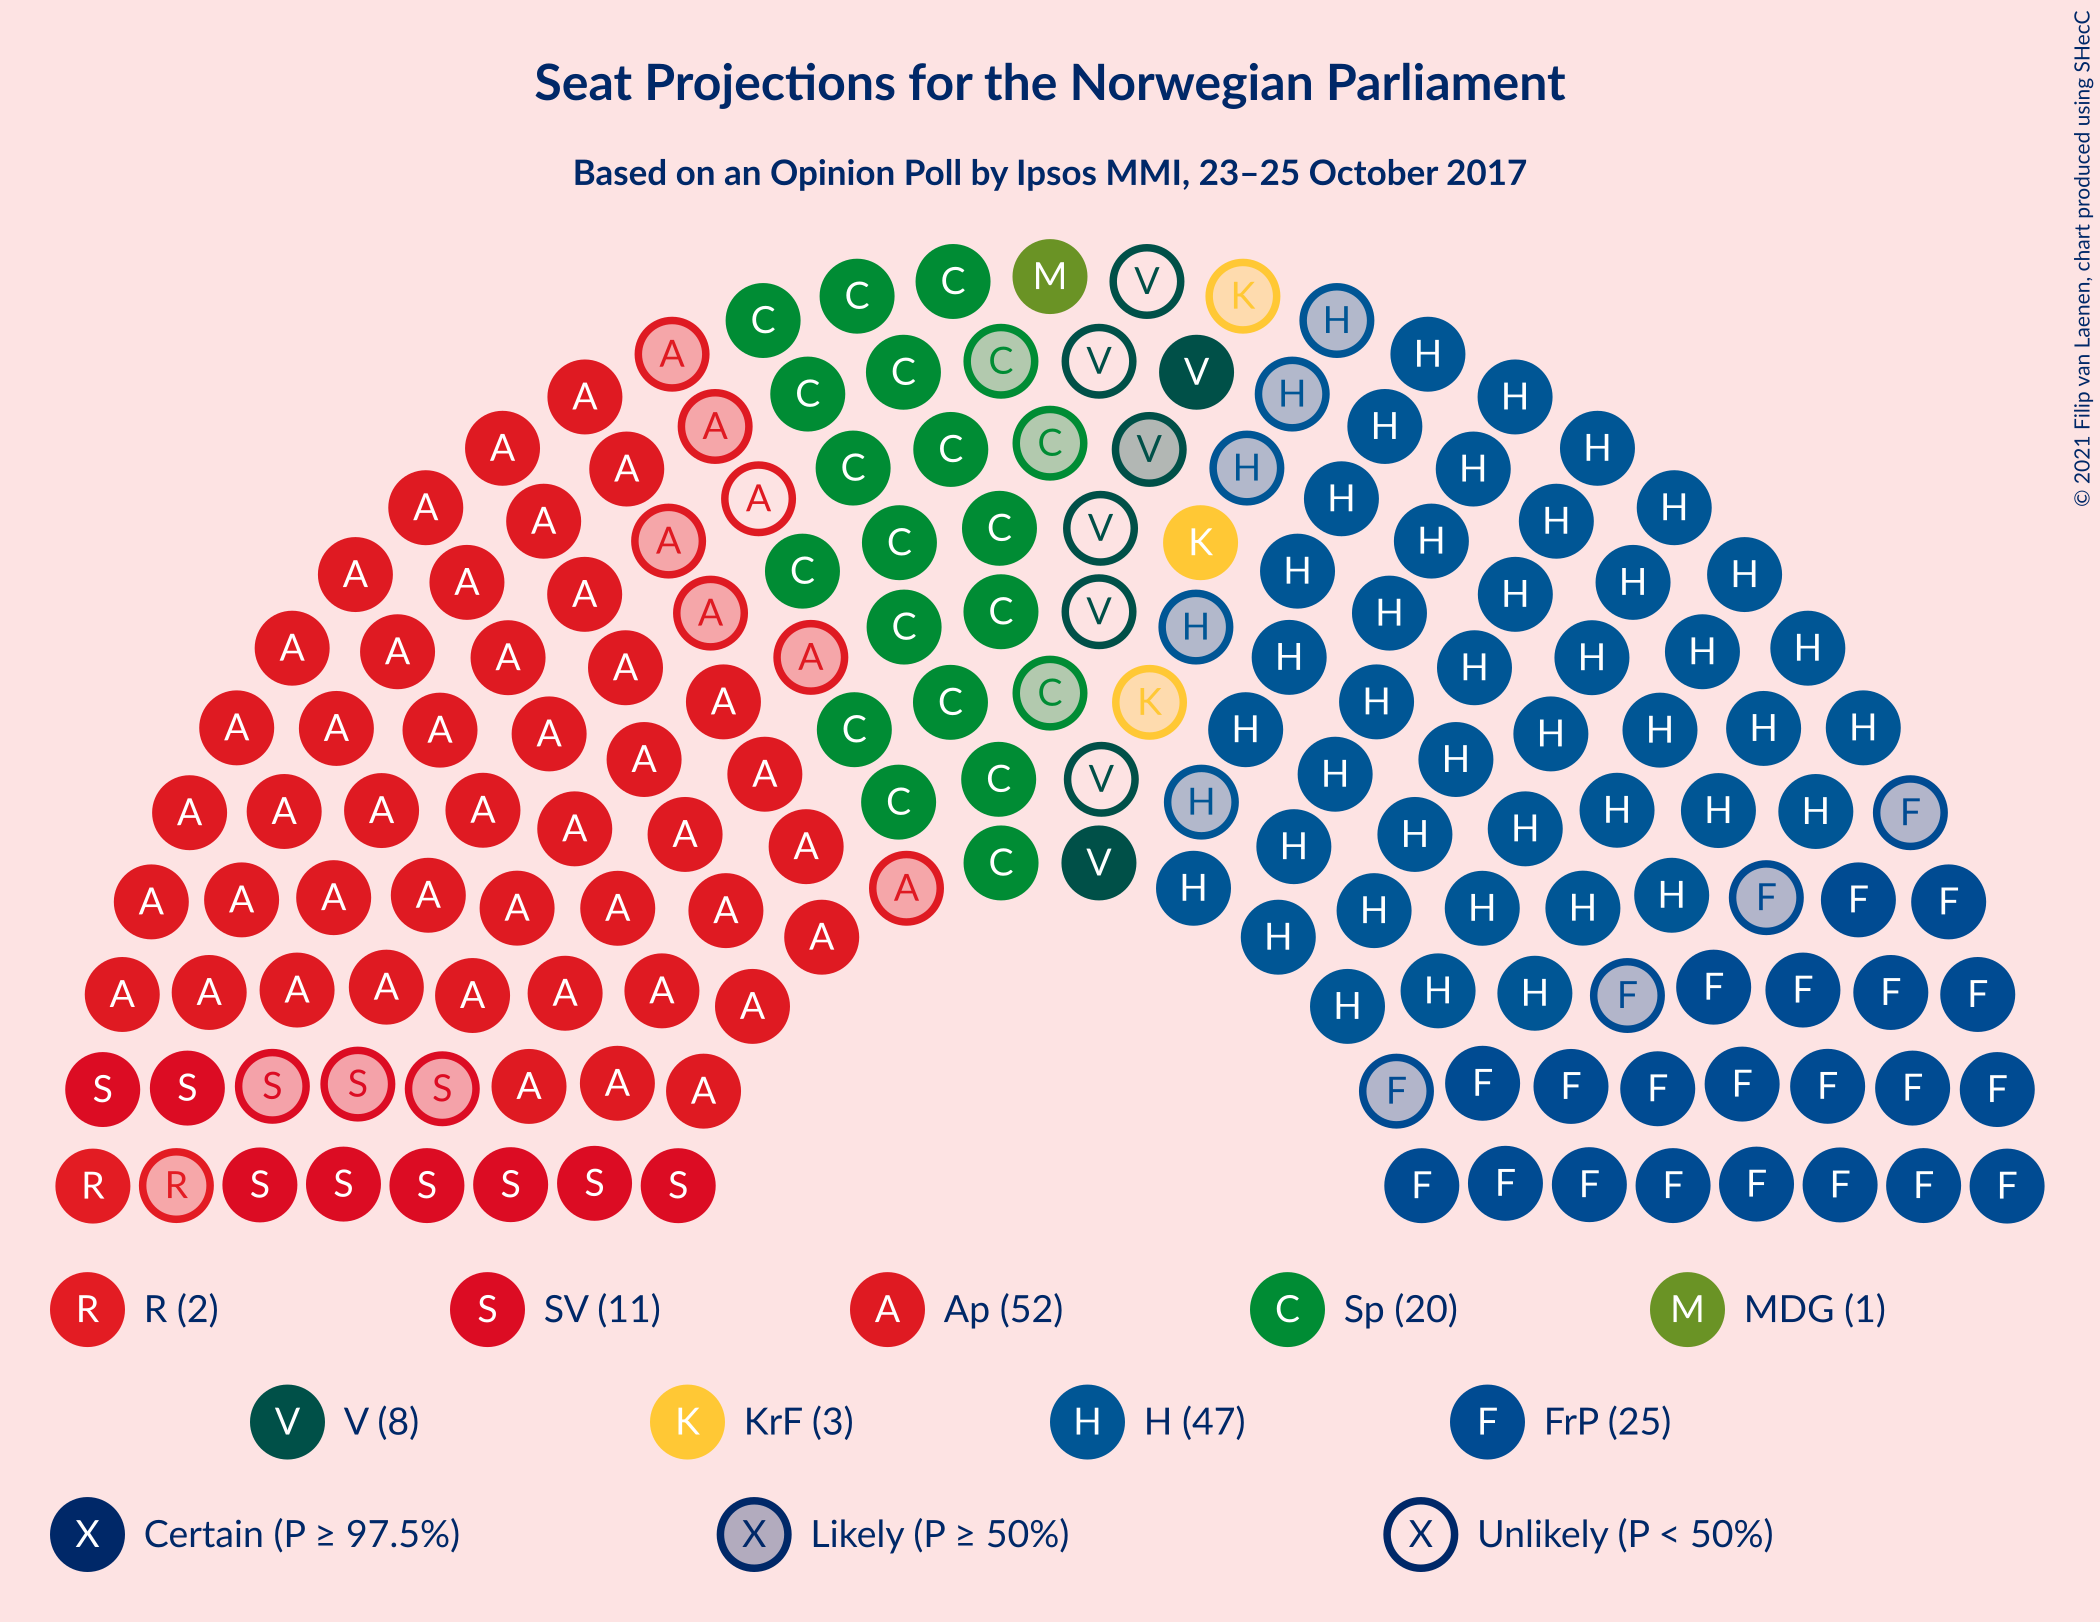 Seat Projections for the Norwegian Parliament
Based on an Opinion Poll by Ipsos MMI, 23–25 October 2017
© 2021 Filip van Laenen, chart produced using SHecC
C C C M V K H
A C C V V H
A A C H H H
A A C C C V H H H
A A A A C C V K H H H H
A A A A C C C V H H H H H H
A A A A A H H H H H
A A A A A C C C K H H H H H H
A A A A A A A A A C C V H H H H H H H H H F
A A A A A A A A A C V H H H H H H F F F
A A A A A A A A H H H F F F F F
S S S S S A A A F F F F F F F F
R R S S S S S S F F F F F F F F
R R (2) S SV (11) A Ap (52) C Sp (20) M MDG (1)
V V (8) K KrF (3) H H (47) F FrP (25)
X Certain (P ≥ 97.5%) X Likely (P ≥ 50%) X Unlikely (P < 50%)